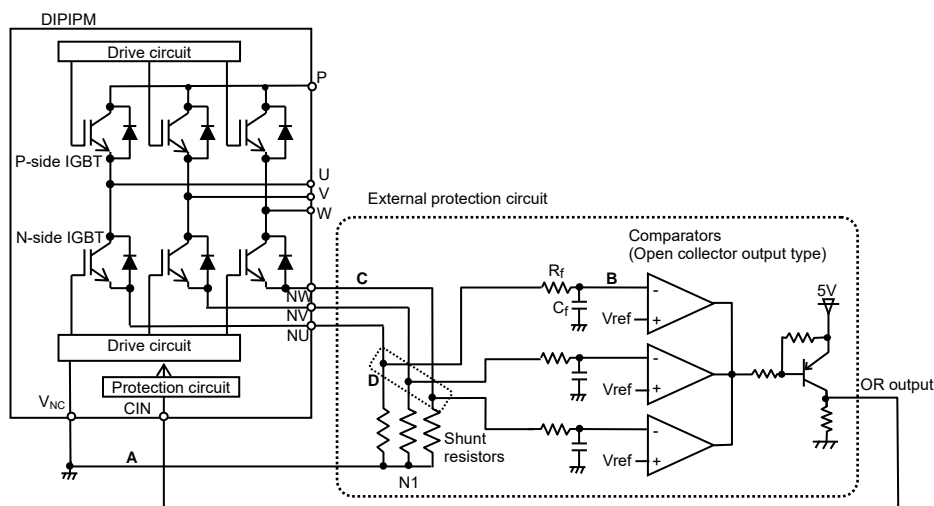 DIPIPM
Drive circuit
P
P-side IGBT
U
V
W
External protection circuit
N-side IGBT
Comparators
(Open collector output type)
NW
C
Rf
B
Cf
-
Vref
+
5V
NV
NU
Drive circuit
Protection circuit
D
-
Vref
+
OR output
VNC
CIN
Shunt
resistors
-
Vref
+
A
N1